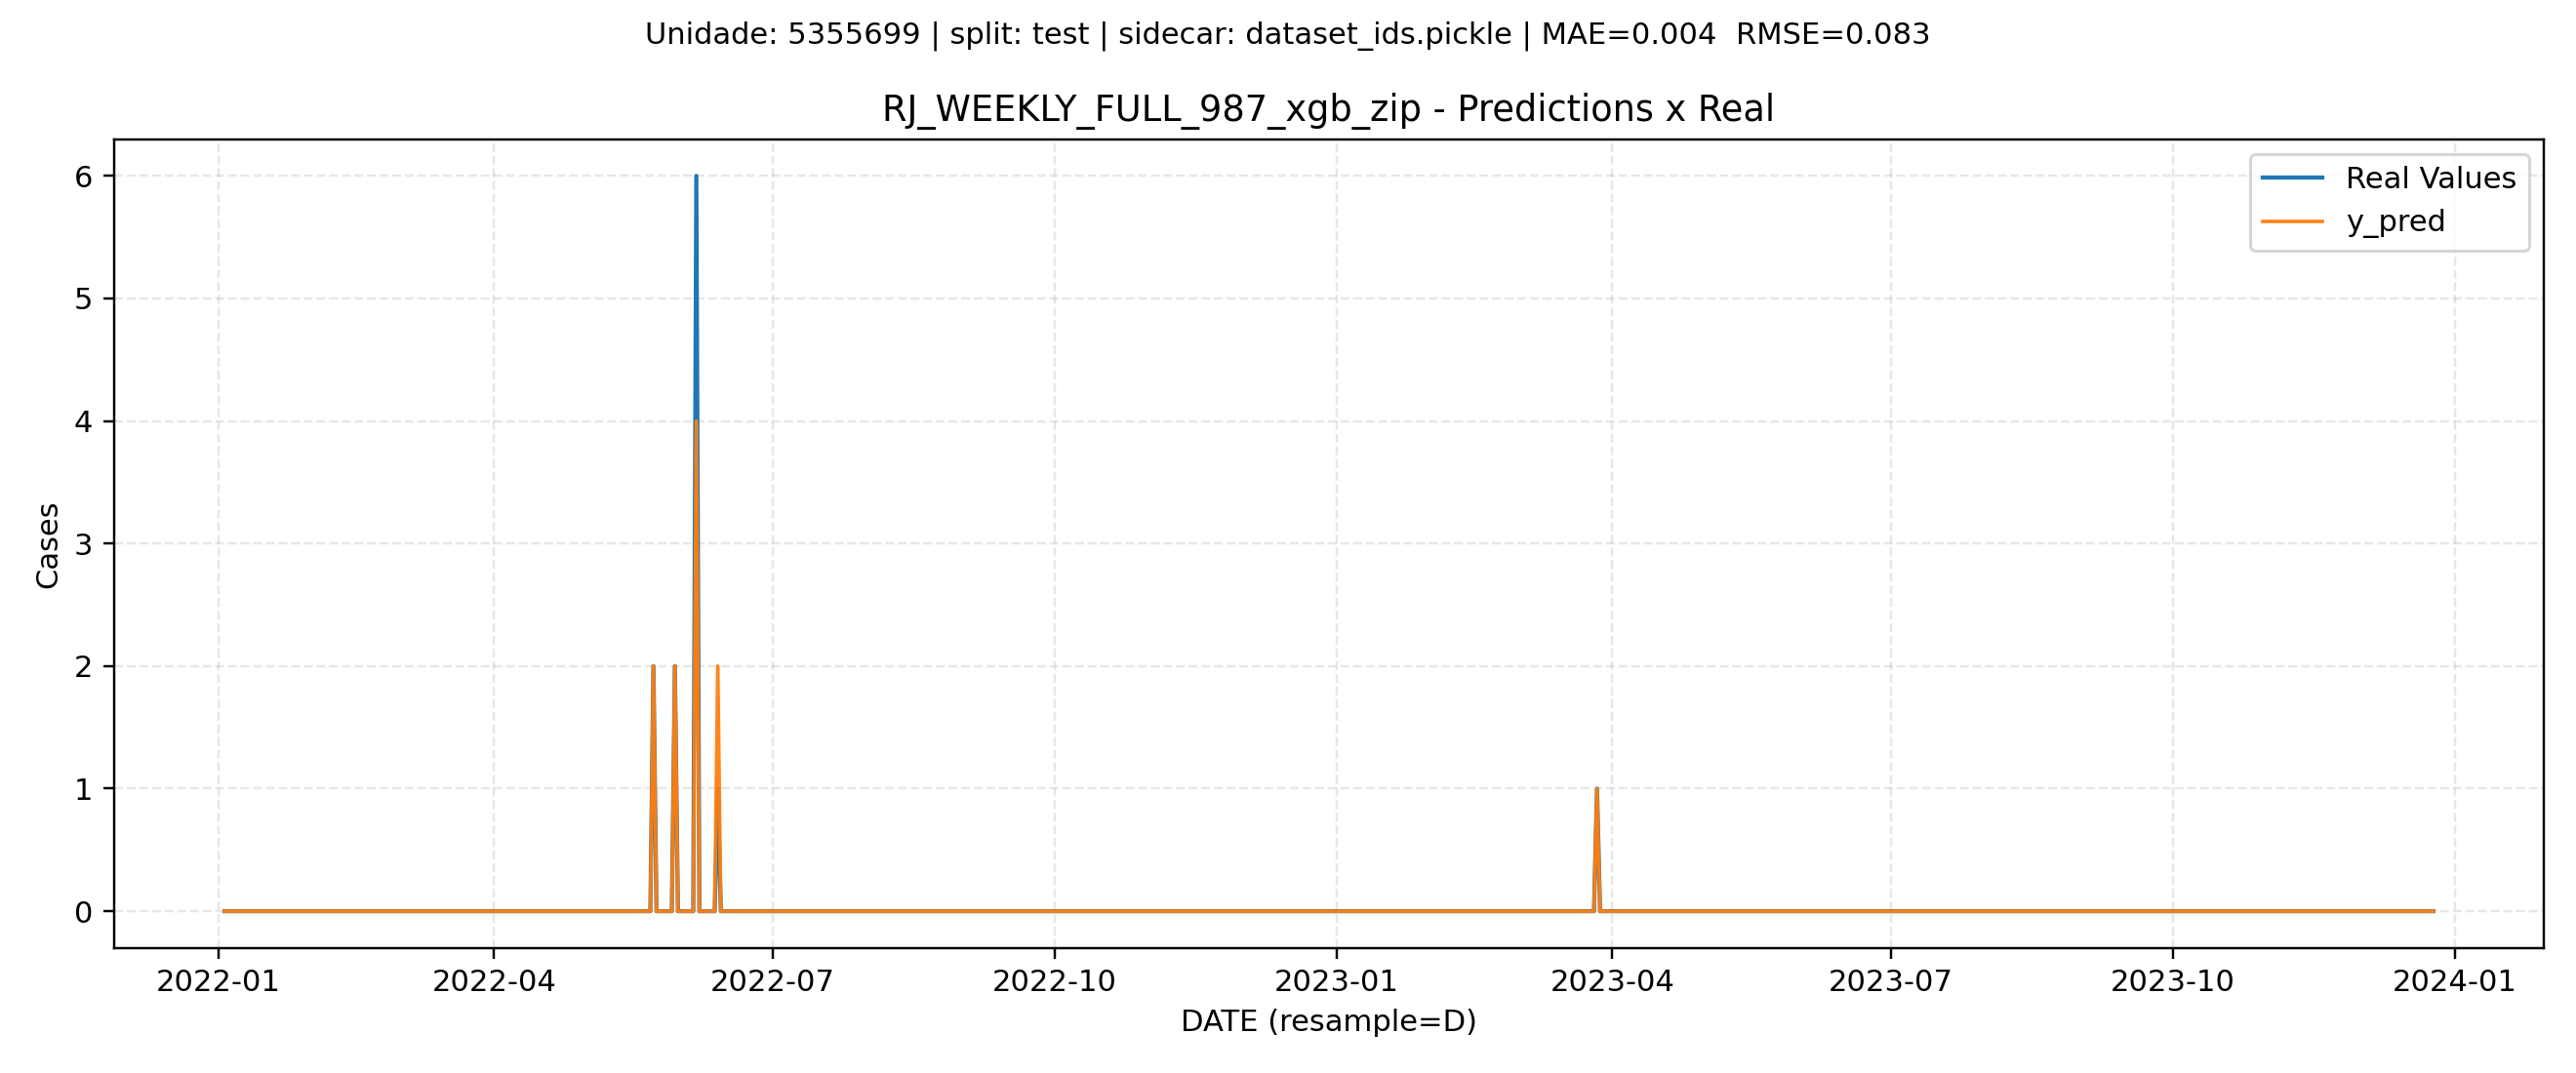 Unidade: 5355699 | split: test | sidecar: dataset_ids.pickle | MAE=0.004  RMSE=0.083
RJ_WEEKLY_FULL_987_xgb_zip - Predictions x Real
Real Values
y_pred
6
5
4
3
2
1
0
Cases
2022-01
2022-04
2022-07
2022-10
2023-01
2023-04
2023-07
2023-10
2024-01
DATE (resample=D)